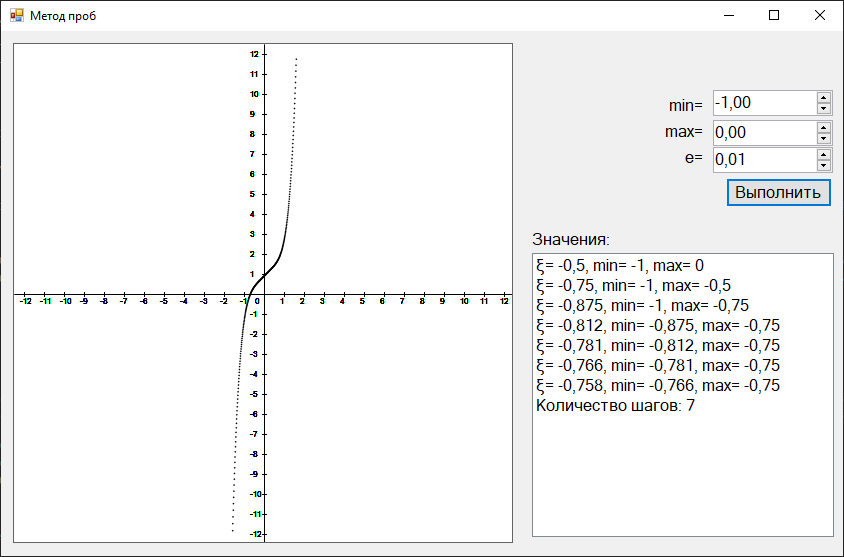 Метод проб
12
11
10
9
8
7
6
5
4
3
2
1
-12 -11 -10 -9 -8 -7 -6 -5 -4 -3 -2 -1 0 1 2 3 4 5 6 7 8 9 10 11 12
-1
-2
-3
-4
-5
-6
-7
-8
-9
-10
-11
-12
min= -1,00
max= 0,00
e= 0,01
Выполнить
Значения:
ξ= -0,5, min= -1, max= 0
ξ= -0,75, min= -1, max= -0,5
ξ= -0,875, min= -1, max= -0,75
ξ= -0,812, min= -0,875, max= -0,75
ξ= -0,781, min= -0,812, max= -0,75
ξ= -0,766, min= -0,781, max= -0,75
ξ= -0,758, min= -0,766, max= -0,75
Количество шагов: 7